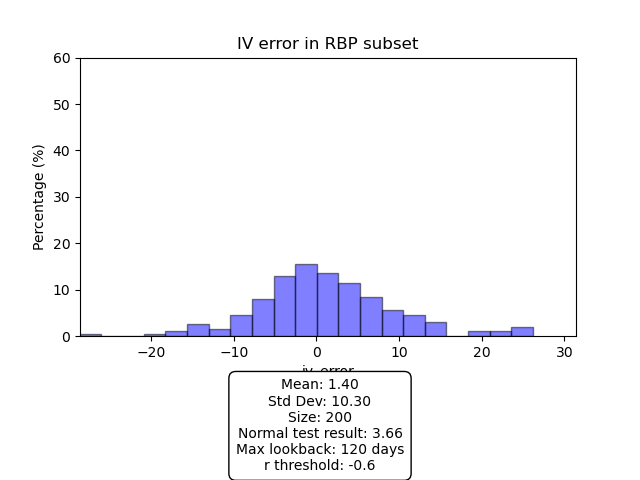 IV error in RBP subset
60
50
40
30
20
10
0
Percentage (%)
−20 −10 0 10 20 30
iv_error
Mean: 1.40
Std Dev: 10.30
Size: 200
Normal test result: 3.66
Max lookback: 120 days
r threshold: -0.6